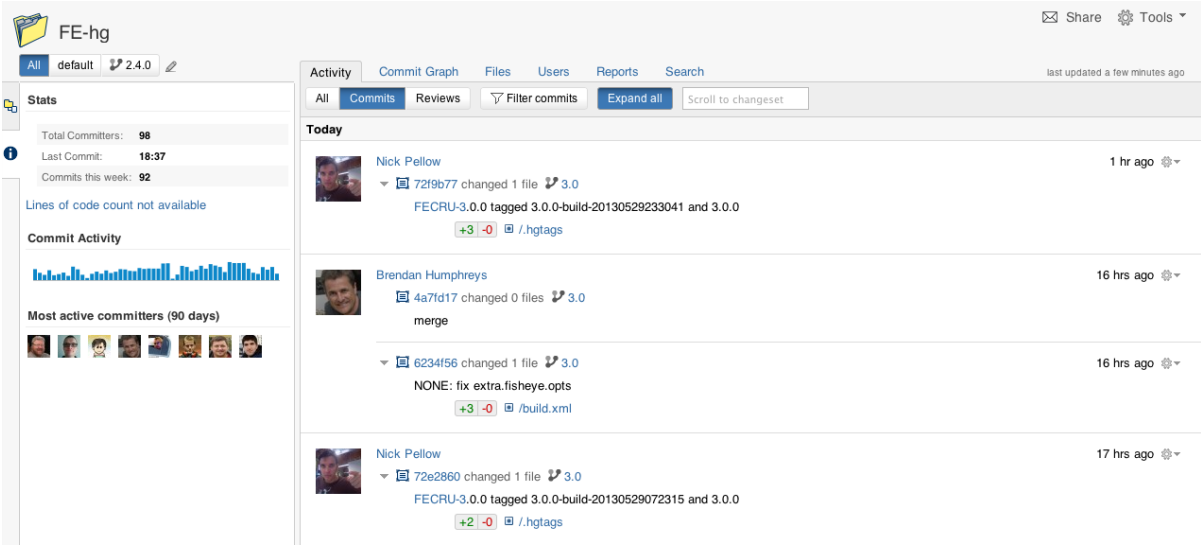 FE-hg
Share Tools
All default 2.4.0
Activity Commit Graph Files Users Reports Search
last updated a few minutes ago
All Commits Reviews Filter commits Expand all Scroll to changeset
Stats
Total Committers: 98
Last Commit: 18:37
Commits this week: 92
Lines of code count not available
Commit Activity
Most active committers (90 days)
Today
Nick Pellow 1 hr ago
72f9b77 changed 1 file 3.0
FECRU-3.0.0 tagged 3.0.0-build-20130529233041 and 3.0.0
+3 -0 /.hgtags
Brendan Humphreys 16 hrs ago
4a7fd17 changed 0 files 3.0
merge
6234f56 changed 1 file 3.0 16 hrs ago
NONE: fix extra.fisheye.opts
+3 -0 /build.xml
Nick Pellow 17 hrs ago
72e2860 changed 1 file 3.0
FECRU-3.0.0 tagged 3.0.0-build-20130529072315 and 3.0.0
+2 -0 /.hgtags